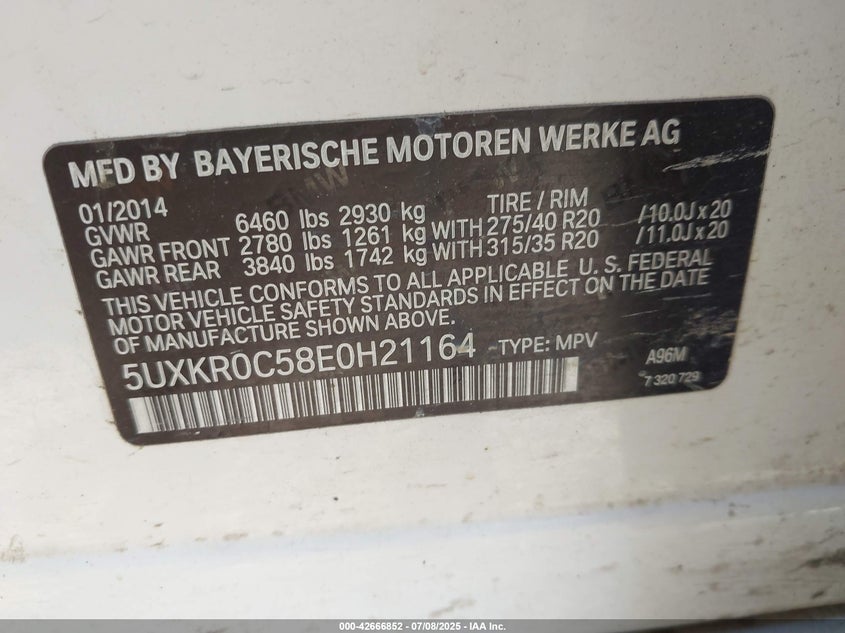 MFD BY BAYERISCHE MOTOREN WERKE AG
01/2014 TIRE / RIM
GVWR 6460 lbs 2930 kg
GAWR FRONT 2780 lbs 1261 kg WITH 275/40 R20 /10.0J x 20
GAWR REAR 3840 lbs 1742 kg WITH 315/35 R20 /11.0J x 20
THIS VEHICLE CONFORMS TO ALL APPLICABLE U. S. FEDERAL
MOTOR VEHICLE SAFETY STANDARDS IN EFFECT ON THE DATE
OF MANUFACTURE SHOWN ABOVE.
5UXKR0C58E0H21164 TYPE: MPV A96M
7 320 729
000-42666852 - 07/08/2025 - IAA Inc.